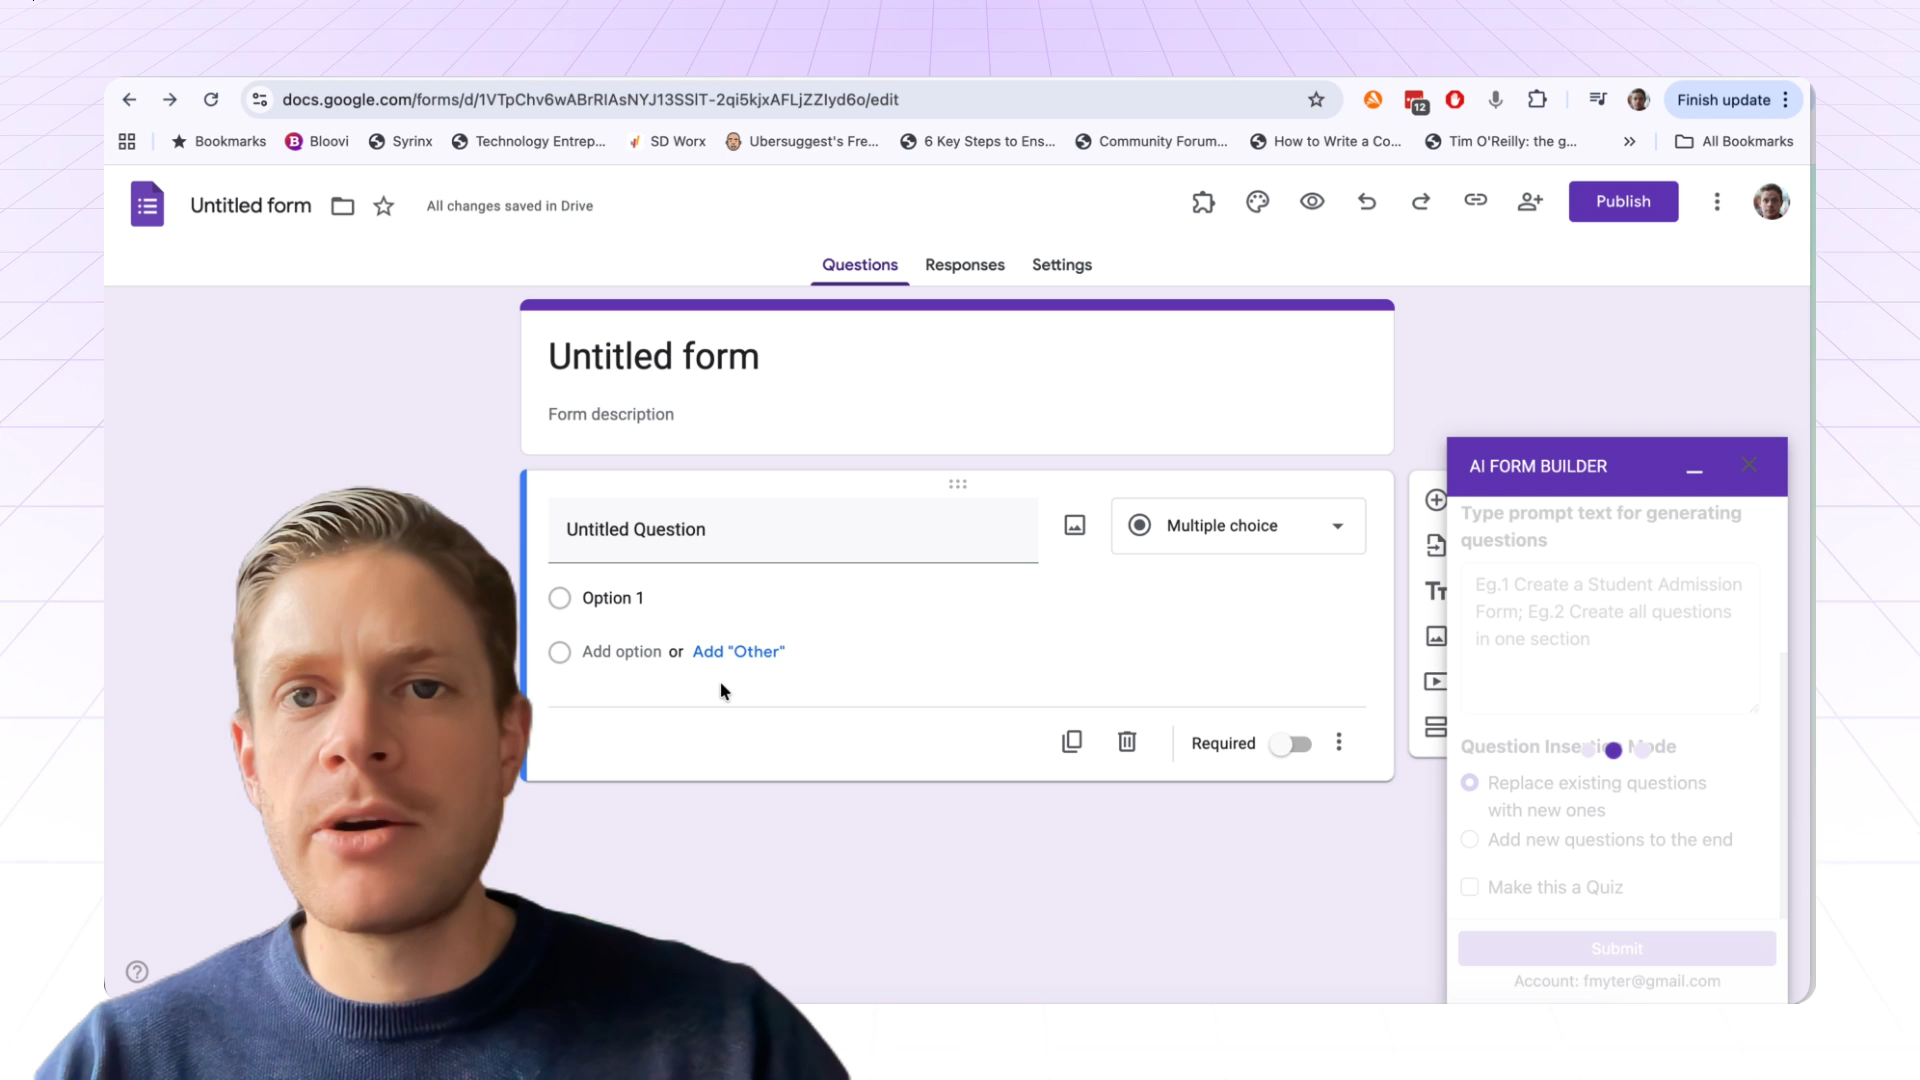 docs.google.com/forms/d/1VTpChv6wABrRIAsNYJ13SSIT-2qi5kjxAFLjZZIyd6o/edit
12
Finish update
Bookmarks
Bloovi
Syrinx
Technology Entrep...
SD Worx
Ubersuggest's Fre...
6 Key Steps to Ens...
Community Forum...
How to Write a Co...
Tim O'Reilly: the g...
All Bookmarks
Untitled form
All changes saved in Drive
Publish
Questions
Responses
Settings
Untitled form
Form description
Untitled Question
Multiple choice
Option 1
Add option or Add "Other"
Required
AI FORM BUILDER
Type prompt text for generating
questions
Eg.1 Create a Student Admission
Form; Eg.2 Create all questions
in one section
Question Insertion Mode
Replace existing questions
with new ones
Add new questions to the end
Make this a Quiz
Submit
Account: fmyter@gmail.com